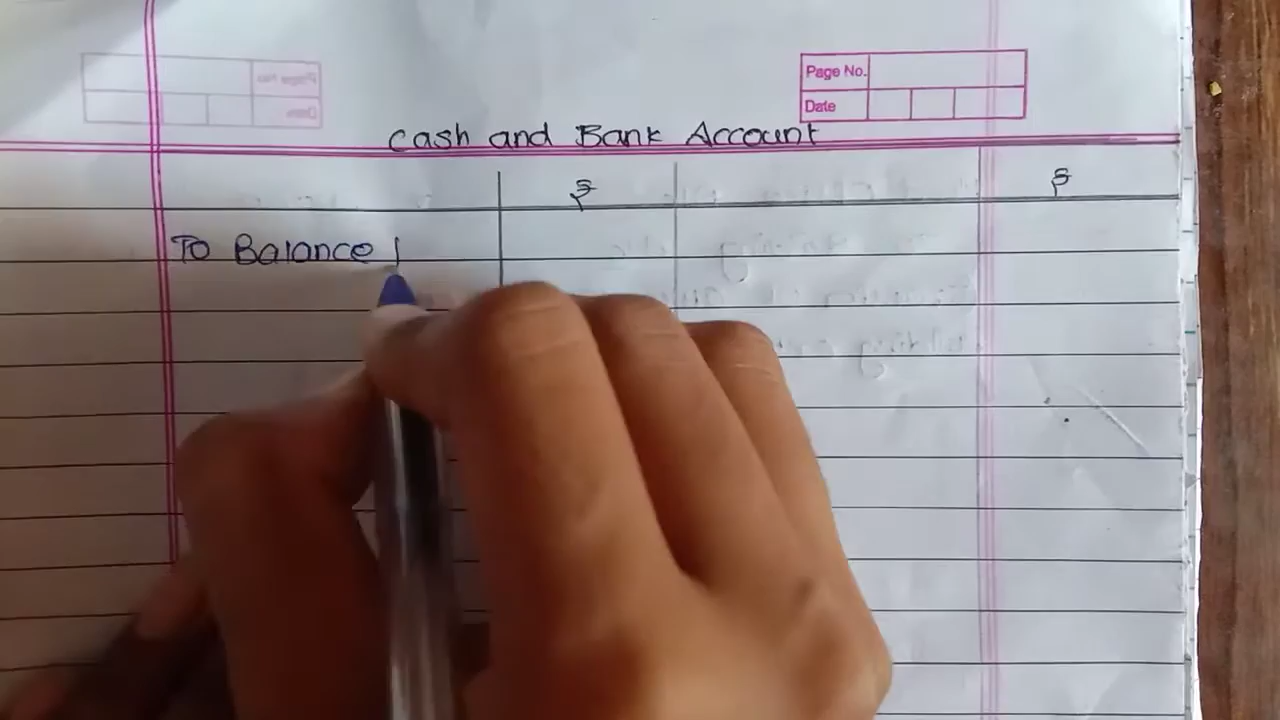 Page No.
Date
Cash and Bank Account
₹ ₹
To Balance